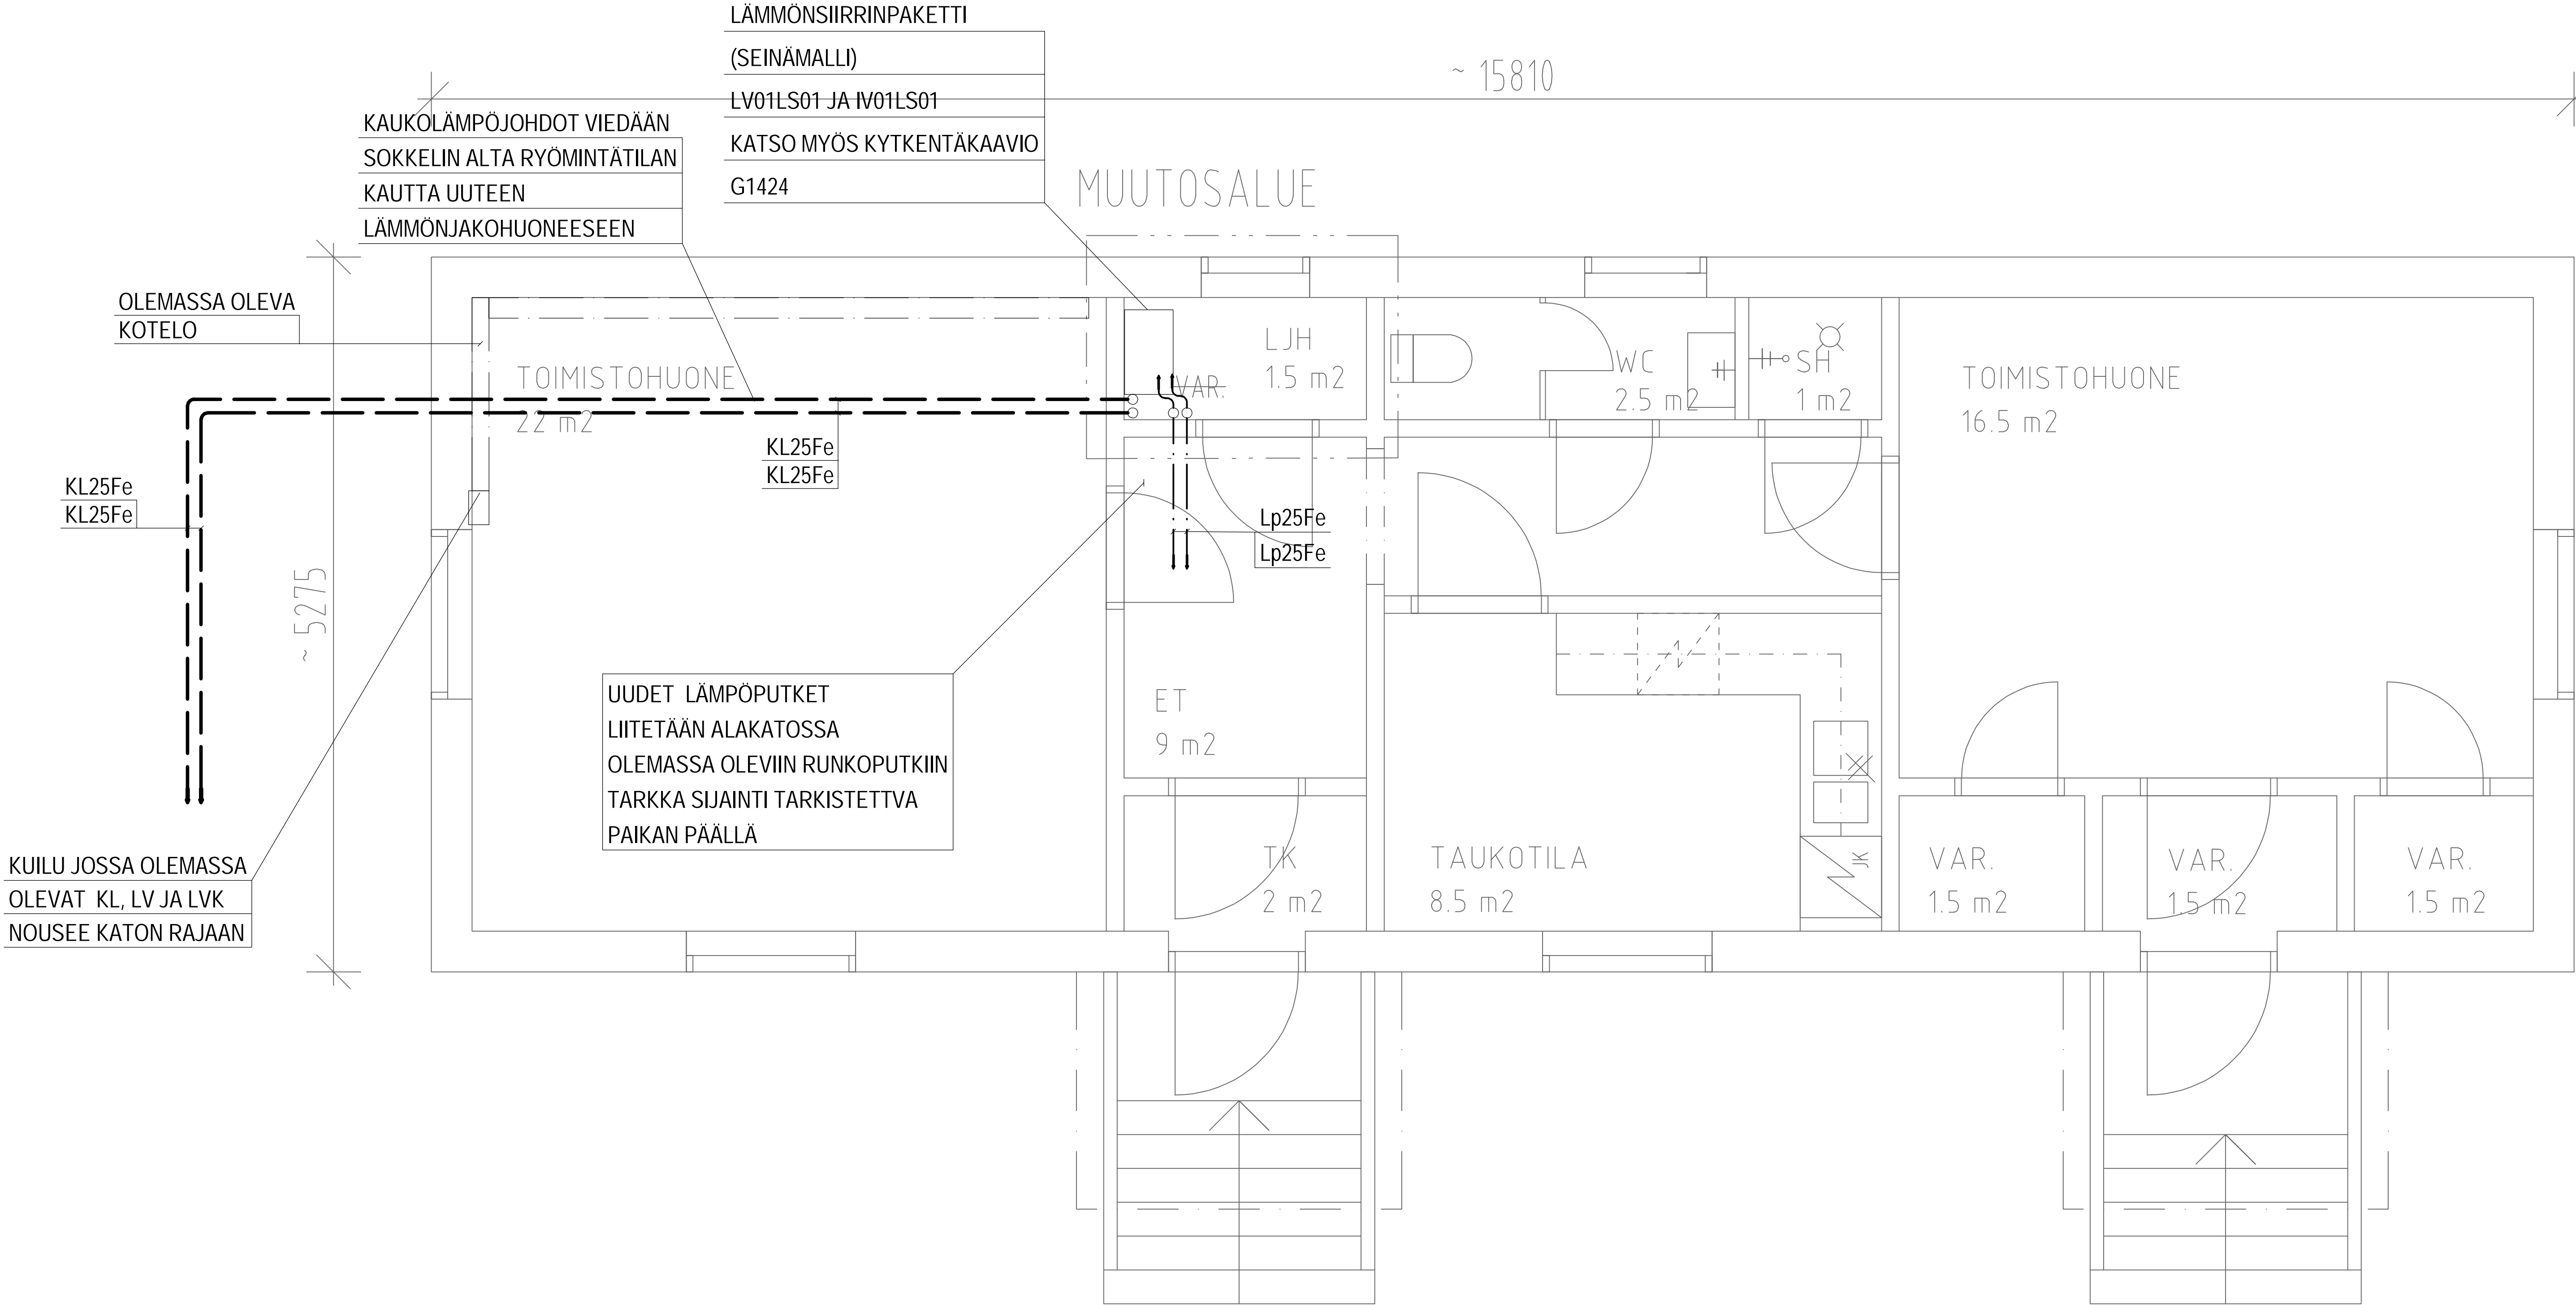 LÄMMÖNSIIRRINPAKETTI
(SEINÄMALLI)
LV01LS01 JA IV01LS01
KATSO MYÖS KYTKENTÄKAAVIO
G1424
~ 15810
KAUKOLÄMPÖJOHDOT VIEDÄÄN
SOKKELIN ALTA RYÖMINTÄTILAN
KAUTTA UUTEEN
LÄMMÖNJAKOHUONEESEEN
MUUTOSALUE
OLEMASSA OLEVA
KOTELO
TOIMISTOHUONE
22 m2
VAR.
LJH
1.5 m2
WC
2.5 m2
SH
1 m2
TOIMISTOHUONE
16.5 m2
KL25Fe
KL25Fe
KL25Fe
KL25Fe
Lp25Fe
Lp25Fe
~ 5275
UUDET LÄMPÖPUTKET
LIITETÄÄN ALAKATOSSA
OLEMASSA OLEVIIN RUNKOPUTKIIN
TARKKA SIJAINTI TARKISTETTVA
PAIKAN PÄÄLLÄ
ET
9 m2
KUILU JOSSA OLEMASSA
OLEVAT KL, LV JA LVK
NOUSEE KATON RAJAAN
TK
2 m2
TAUKOTILA
8.5 m2
JK
VAR.
1.5 m2
VAR.
1.5 m2
VAR.
1.5 m2